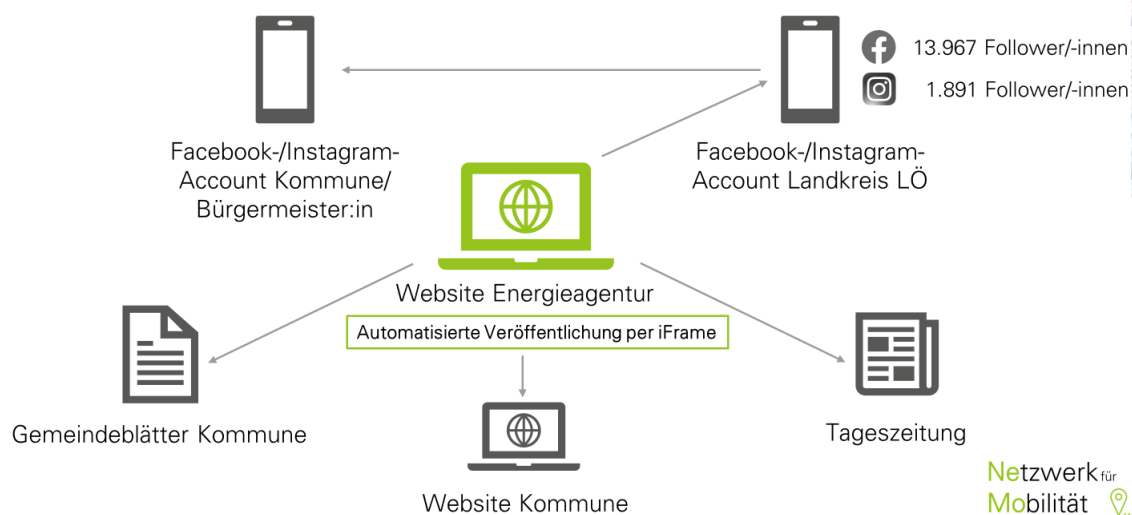 13.967 Follower/-innen
1.891 Follower/-innen
Facebook-/Instagram-
Account Kommune/
Bürgermeister:in
Facebook-/Instagram-
Account Landkreis LÖ
Website Energieagentur
Automatisierte Veröffentlichung per iFrame
Gemeindeblätter Kommune
Tageszeitung
Website Kommune
Netzwerk für
Mobilität